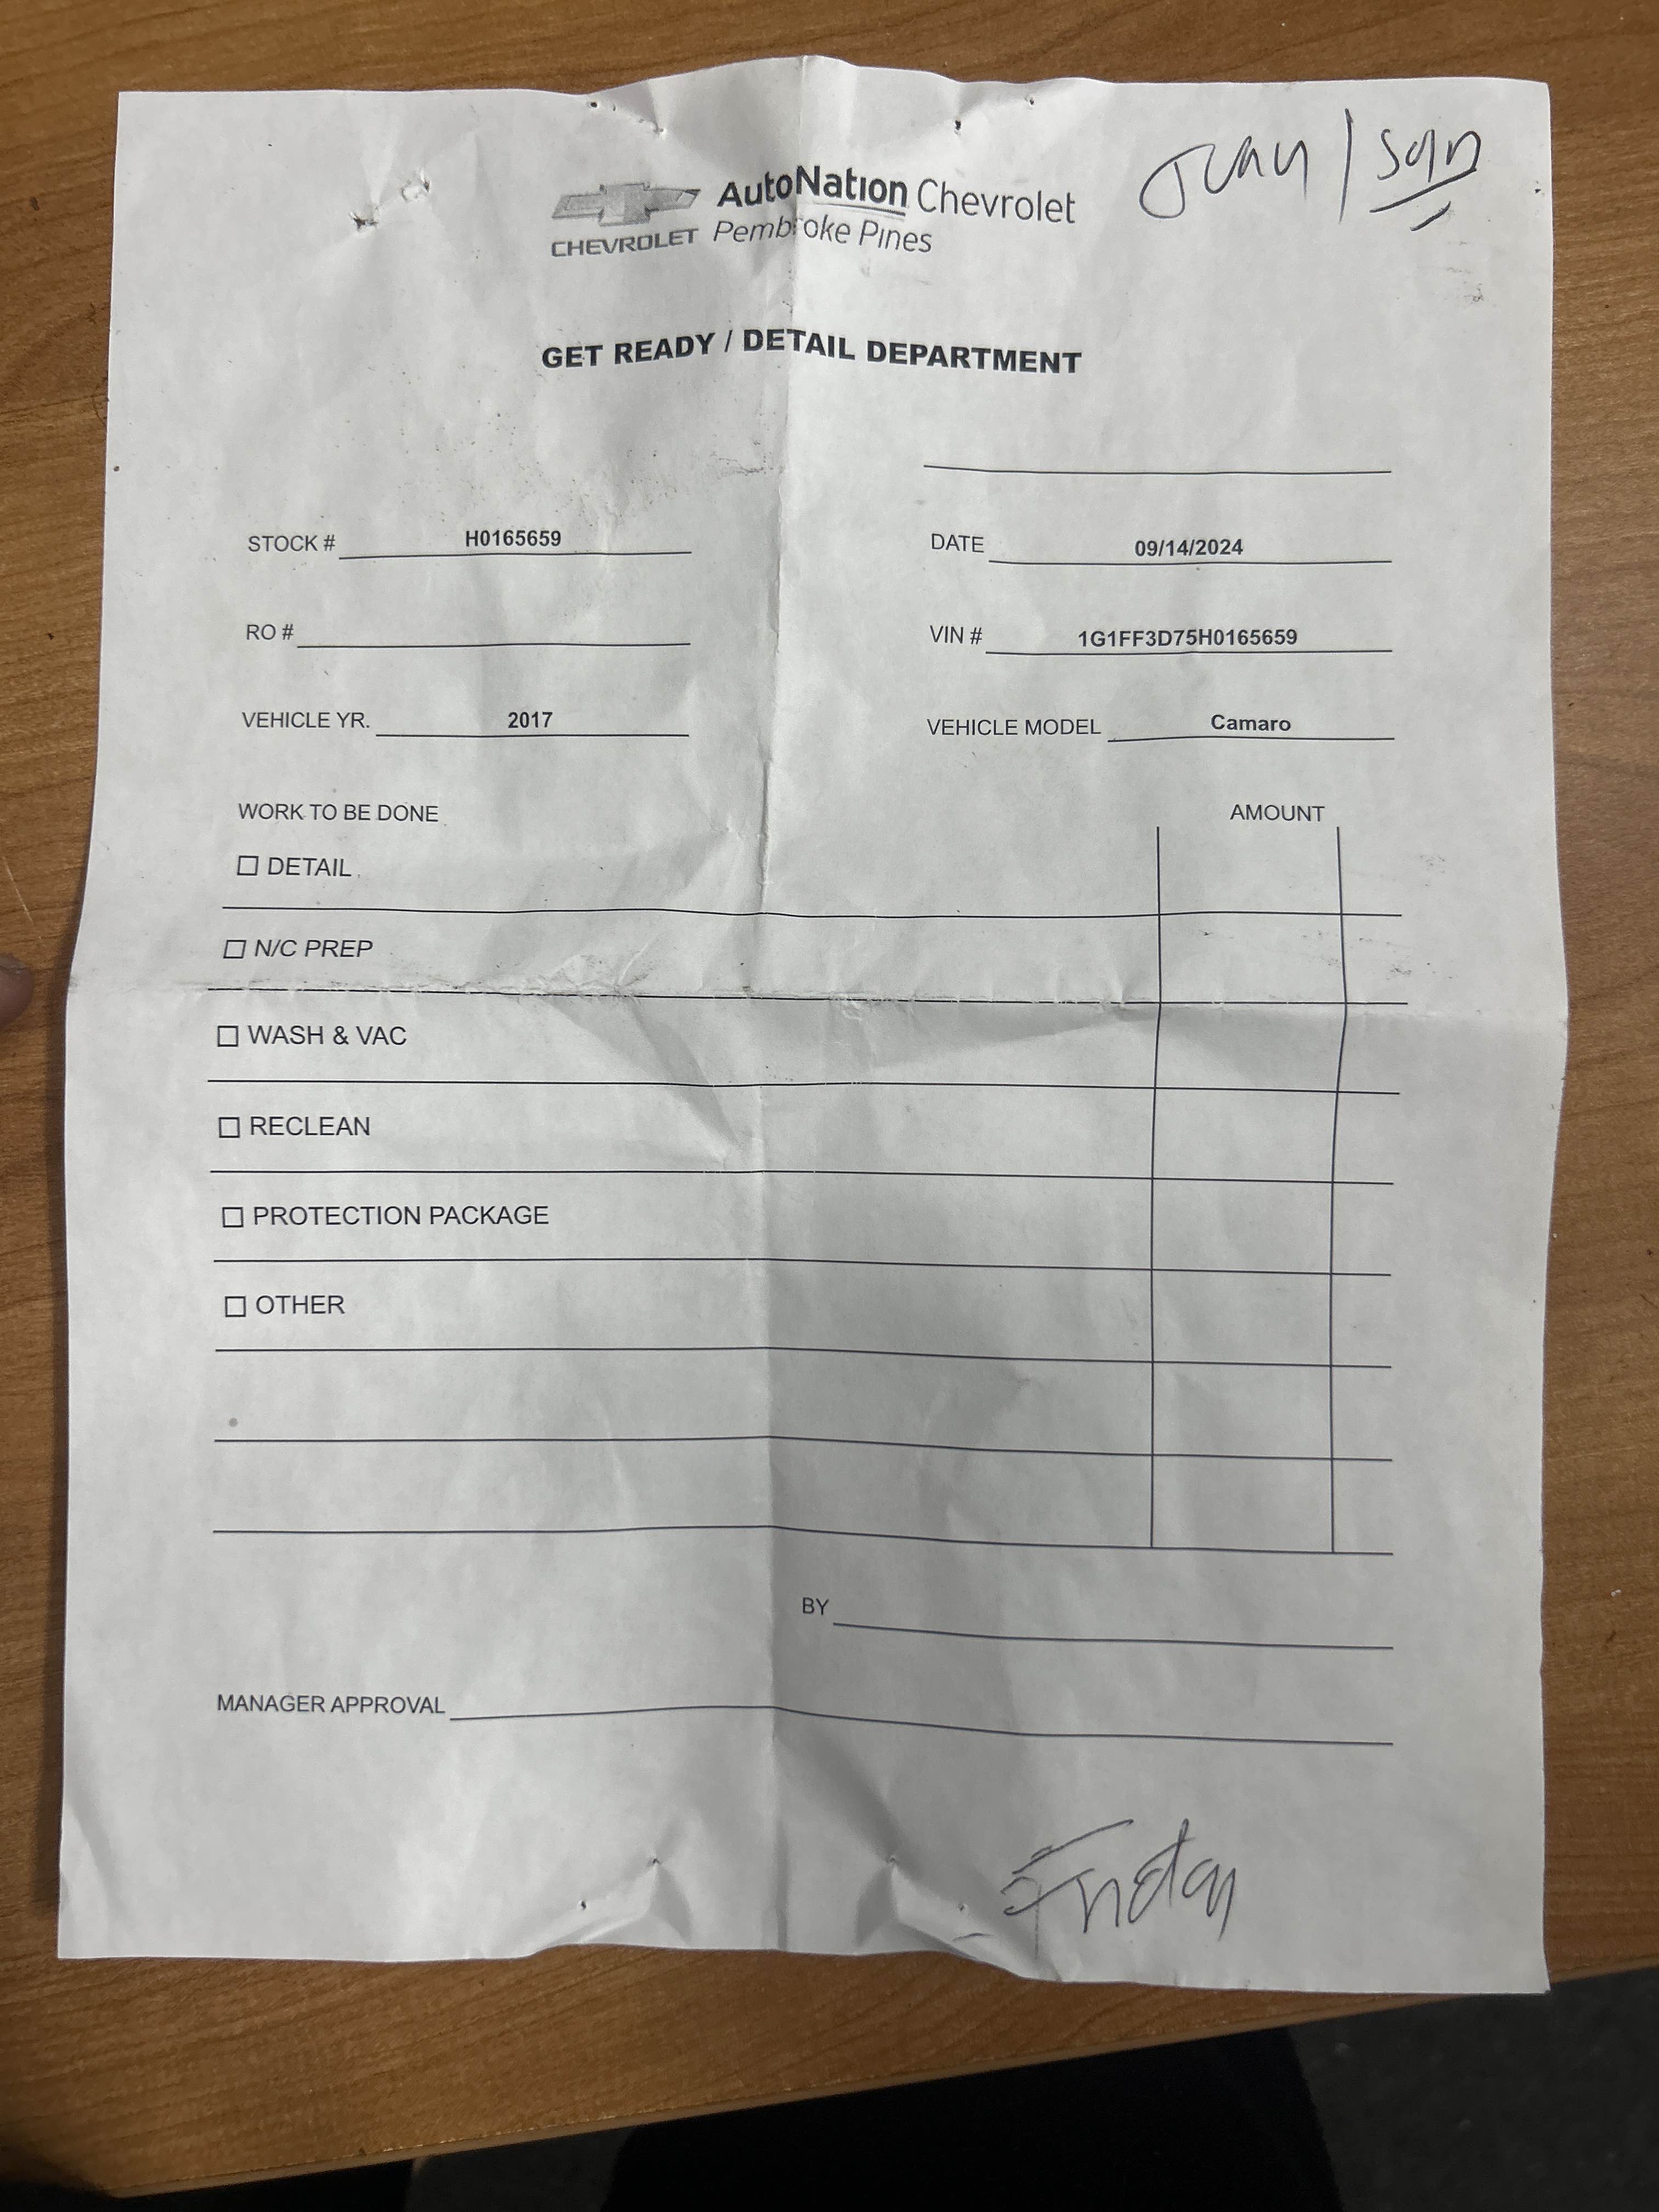 Juan / San
AutoNation Chevrolet
CHEVROLET Pembroke Pines
GET READY / DETAIL DEPARTMENT
STOCK # H0165659 DATE 09/14/2024
RO # VIN # 1G1FF3D75H0165659
VEHICLE YR. 2017 VEHICLE MODEL Camaro
WORK TO BE DONE AMOUNT
☐ DETAIL
☐ N/C PREP
☐ WASH & VAC
☐ RECLEAN
☐ PROTECTION PACKAGE
☐ OTHER
BY
MANAGER APPROVAL
Friday